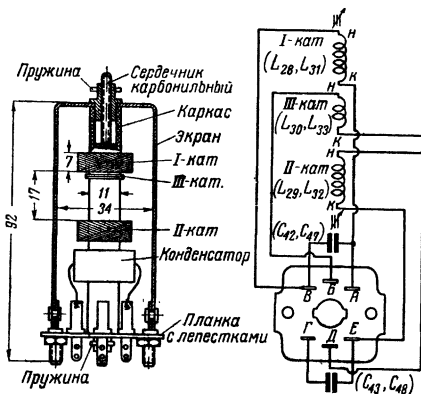 Пружина
Сердечник
карбонильный
Каркас
Экран
I-кат
III-кат.
II-кат
Конденсатор
Планка
с лепестками
Пружина
92
17
7
11
34
I-кат
(L28, L31)
н
к
III-кат
(L30, L33)
н
к
II-кат
(L29, L32)
н
к
(C42, C47)
В
Б
А
Г
Д
Е
(C43, C48)